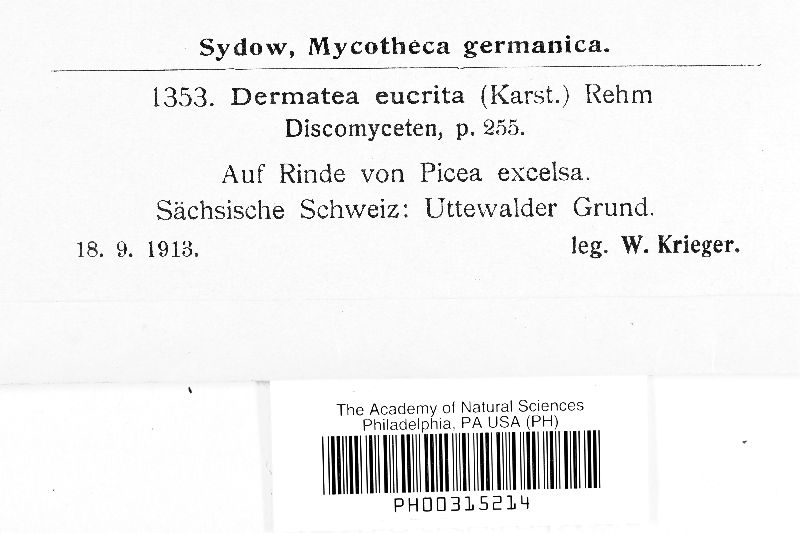 Sydow, Mycotheca germanica.
1353. Dermatea eucrita (Karst.) Rehm
Discomyceten, p. 255.
Auf Rinde von Picea excelsa.
Sächsische Schweiz: Uttewalder Grund.
18. 9. 1913. leg. W. Krieger.
The Academy of Natural Sciences
Philadelphia, PA USA (PH)
PH00315214